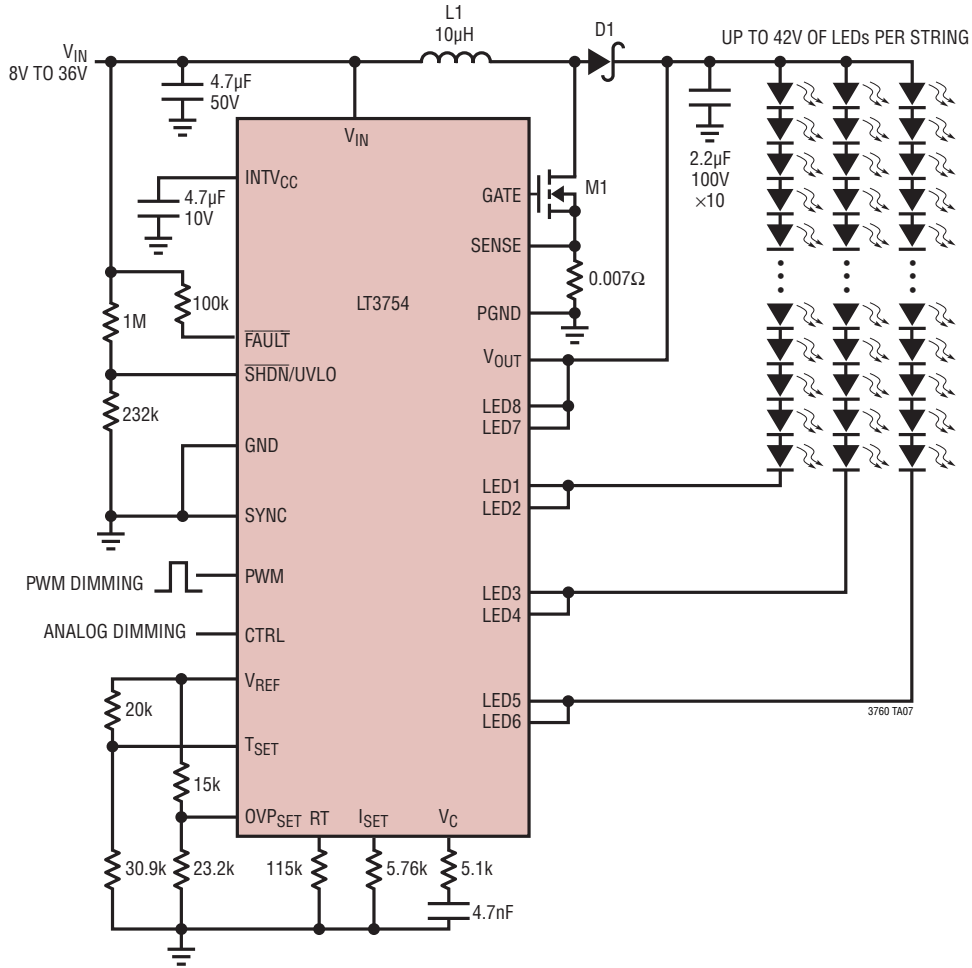 L1
10µH
D1
UP TO 42V OF LEDs PER STRING
VIN
8V TO 36V
4.7µF
50V
VIN
2.2µF
100V
×10
INTVCC
4.7µF
10V
GATE
M1
SENSE
0.007Ω
LT3754
100k
1M
PGND
FAULT
VOUT
SHDN/UVLO
232k
LED8
LED7
GND
LED1
LED2
SYNC
PWM DIMMING
PWM
LED3
LED4
ANALOG DIMMING
CTRL
VREF
20k
LED5
LED6
3760 TA07
TSET
15k
OVPSET
RT
ISET
VC
30.9k
23.2k
115k
5.76k
5.1k
4.7nF